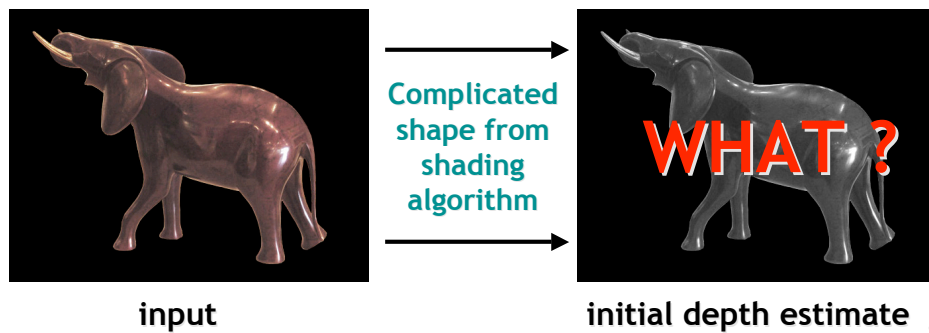 Complicated
shape from
shading
algorithm
WHAT ?
input
initial depth estimate